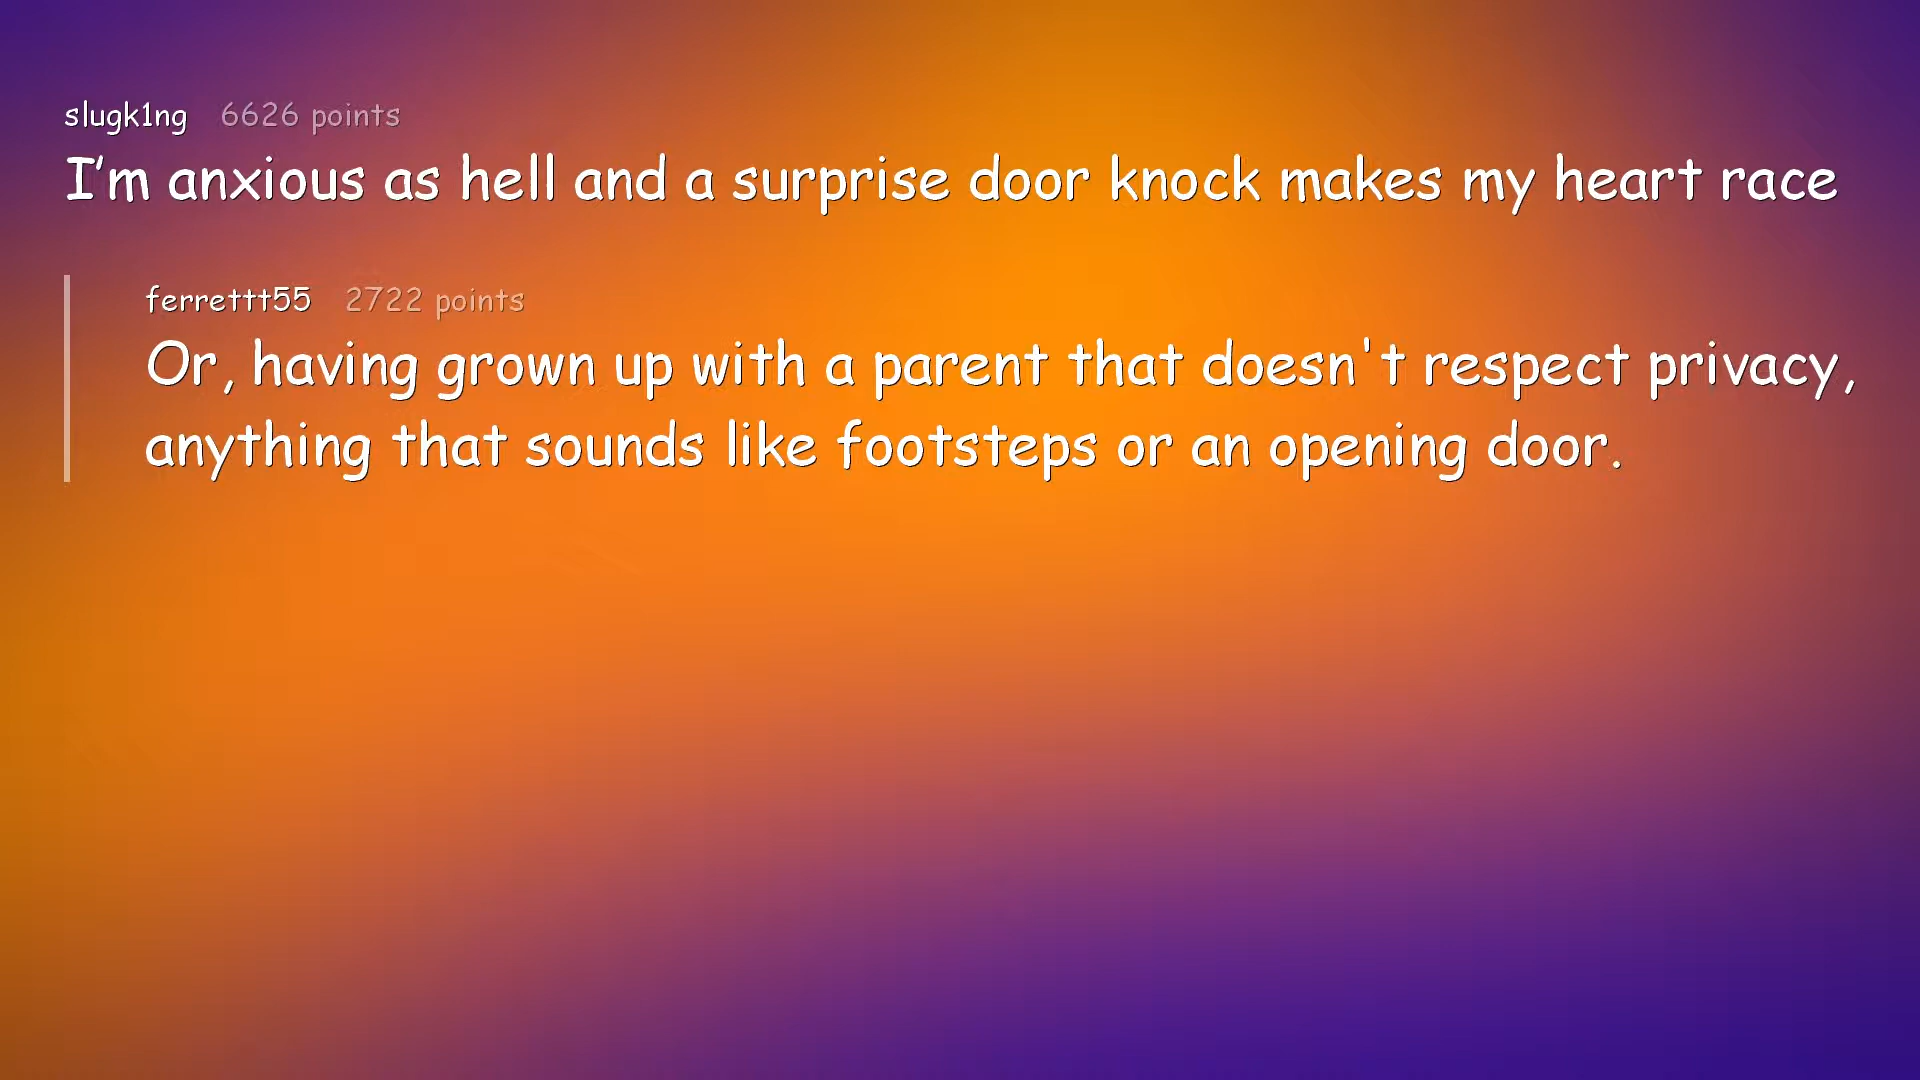 slugk1ng 6626 points
I’m anxious as hell and a surprise door knock makes my heart race
ferrettt55 2722 points
Or, having grown up with a parent that doesn't respect privacy,
anything that sounds like footsteps or an opening door.